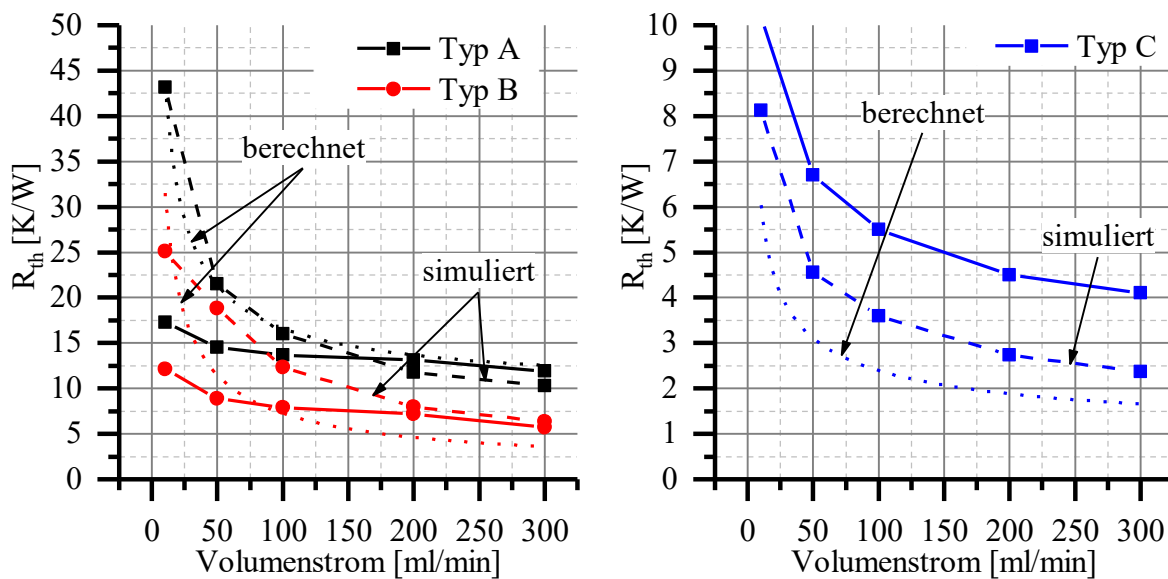 50
45
40
35
30
25
20
15
10
5
0
R_th [K/W]
Typ A
Typ B
berechnet
simuliert
0 50 100 150 200 250 300
Volumenstrom [ml/min]
10
9
8
7
6
5
4
3
2
1
0
R_th [K/W]
Typ C
berechnet
simuliert
0 50 100 150 200 250 300
Volumenstrom [ml/min]